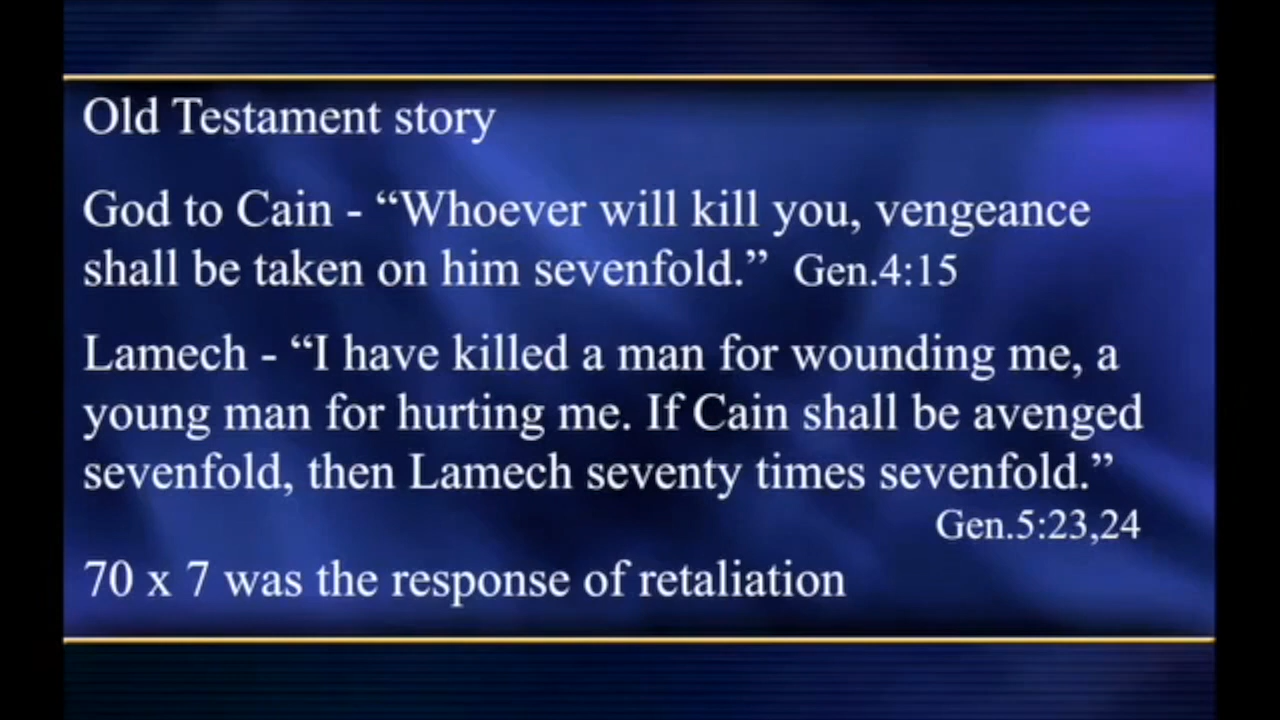 Old Testament story
God to Cain - “Whoever will kill you, vengeance
shall be taken on him sevenfold.” Gen.4:15
Lamech - “I have killed a man for wounding me, a
young man for hurting me. If Cain shall be avenged
sevenfold, then Lamech seventy times sevenfold.”
Gen.5:23,24
70 x 7 was the response of retaliation